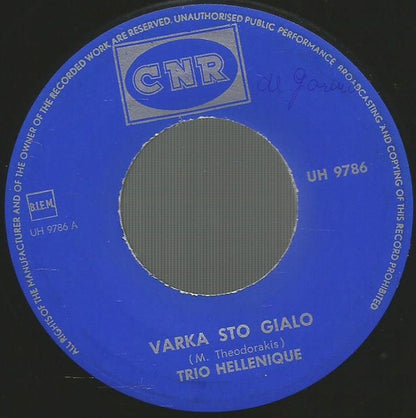 ALL RIGHTS OF THE MANUFACTURER AND OF THE OWNER OF THE RECORDED WORK ARE RESERVED. UNAUTHORISED PUBLIC PERFORMANCE, BROADCASTING AND COPYING OF THIS RECORD PROHIBITED
CNR
UH 9786
B.I.E.M.
UH 9786 A
VARKA STO GIALO
(M. Theodorakis)
TRIO HELLENIQUE